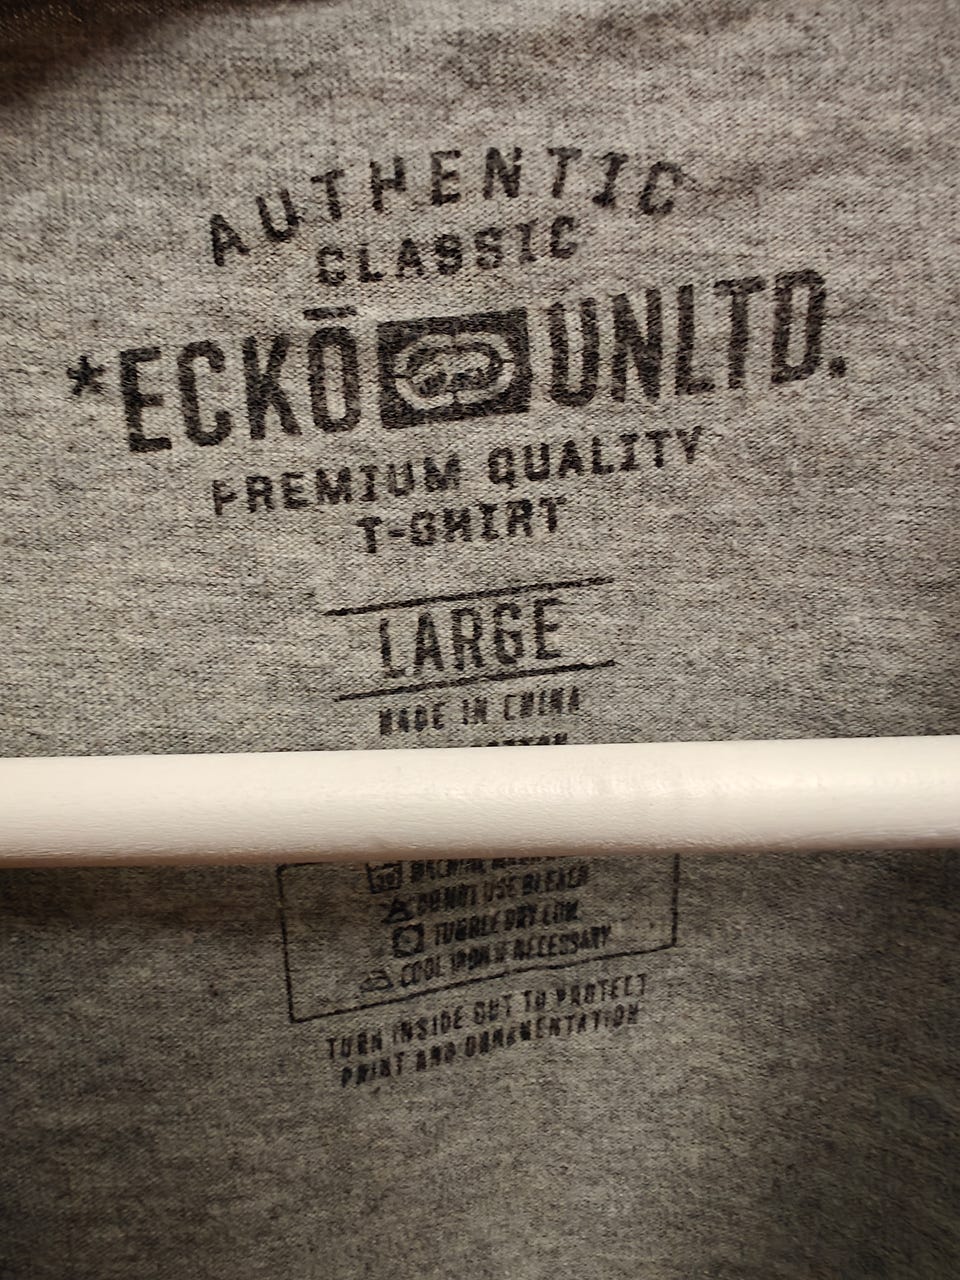 AUTHENTIC
CLASSIC
*ECKŌ UNLTD.
PREMIUM QUALITY
T-SHIRT
LARGE
MADE IN CHINA
DO NOT USE BLEACH
TUMBLE DRY LOW
COOL IRON IF NECESSARY
TURN INSIDE OUT TO PROTECT
PRINT AND ORNAMENTATION